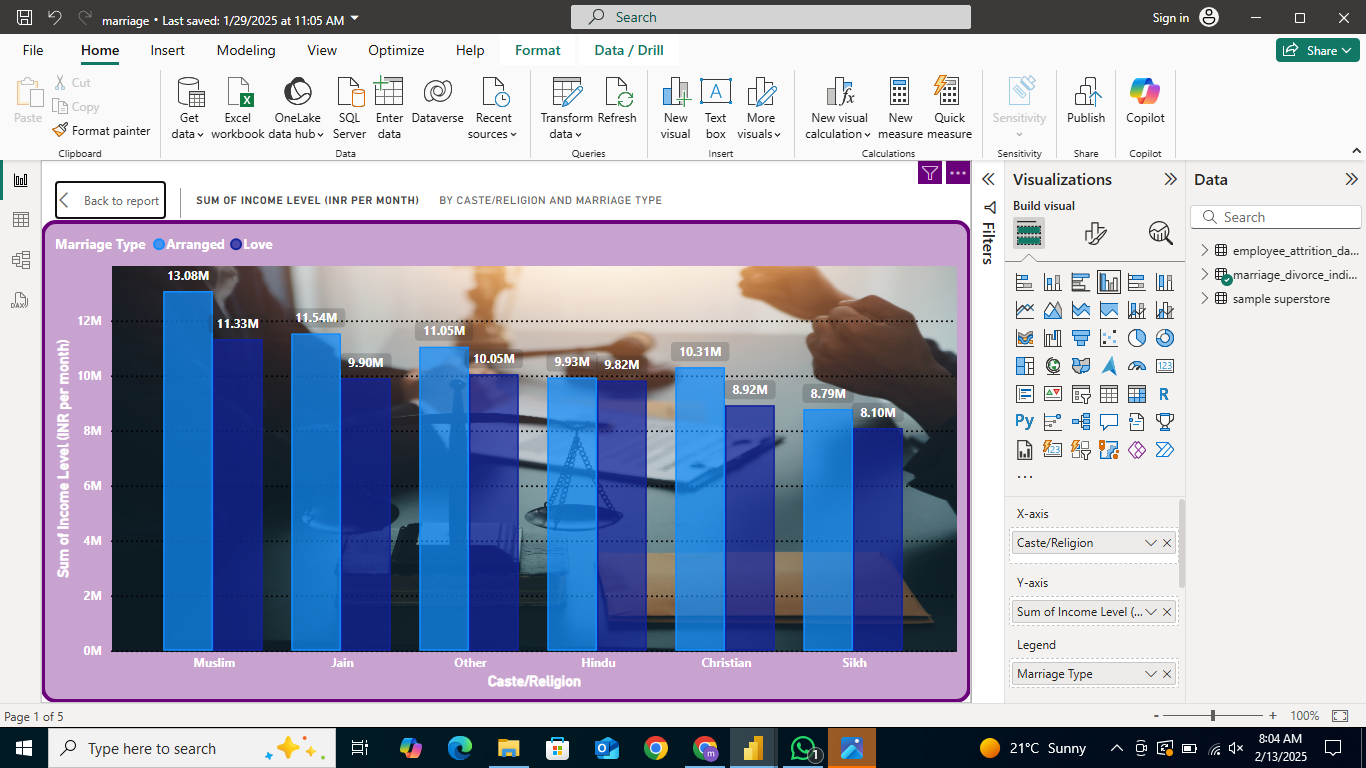 marriage • Last saved: 1/29/2025 at 11:05 AM
Search
Sign in
File Home Insert Modeling View Optimize Help Format Data / Drill
Share
Paste
Cut
Copy
Format painter
Clipboard
Get data
Excel workbook
OneLake data hub
SQL Server
Enter data
Dataverse
Recent sources
Data
Transform data
Refresh
Queries
New visual
Text box
More visuals
Insert
New visual calculation
New measure
Quick measure
Calculations
Sensitivity
Sensitivity
Publish
Share
Copilot
Copilot
Back to report
SUM OF INCOME LEVEL (INR PER MONTH) BY CASTE/RELIGION AND MARRIAGE TYPE
Marriage Type Arranged Love
Sum of Income Level (INR per month)
12M
10M
8M
6M
4M
2M
0M
13.08M
11.33M
11.54M
9.90M
11.05M
10.05M
9.93M
9.82M
10.31M
8.92M
8.79M
8.10M
Muslim Jain Other Hindu Christian Sikh
Caste/Religion
Filters
Visualizations
Build visual
123
R
Py
123
X-axis
Caste/Religion
Y-axis
Sum of Income Level (...
Legend
Marriage Type
Data
Search
employee_attrition_da...
marriage_divorce_indi...
sample superstore
DAX
Page 1 of 5
- + 100%
Type here to search
m
1
21°C Sunny
8:04 AM
2/13/2025